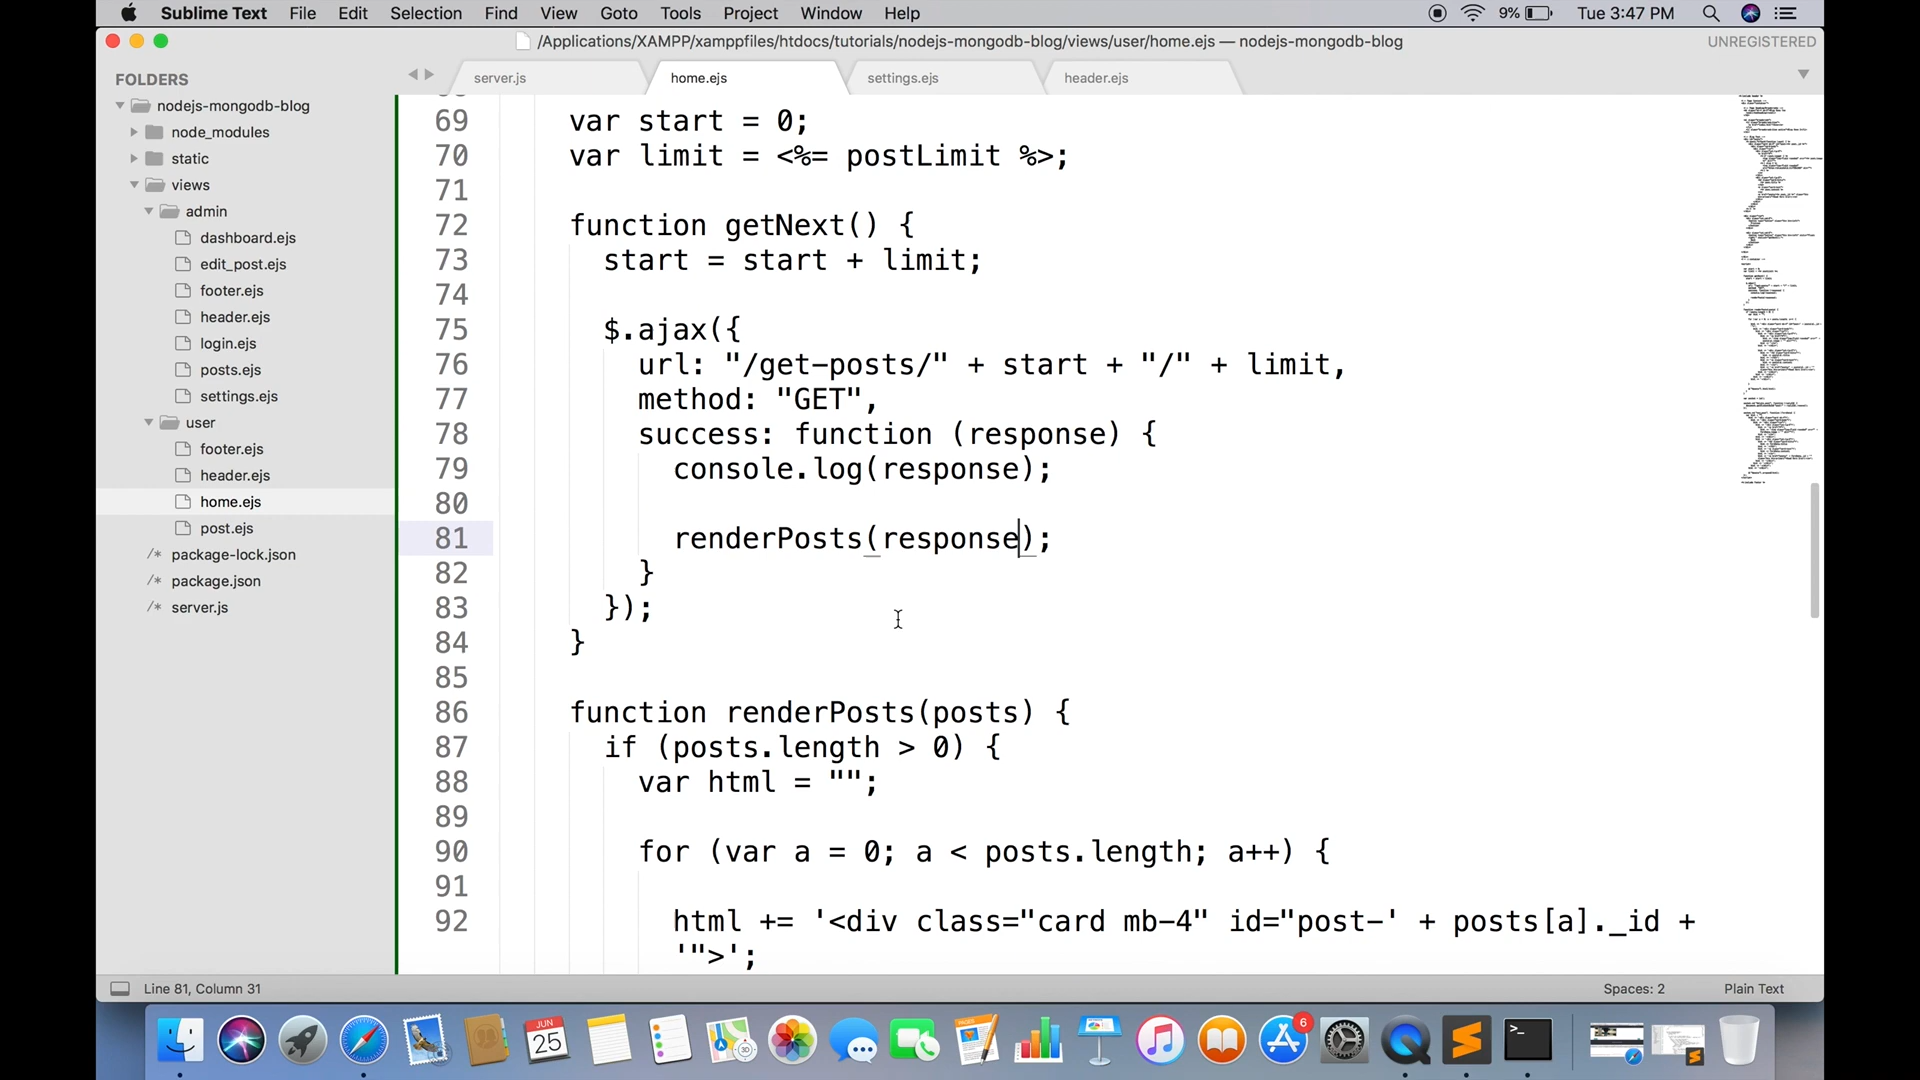 Sublime Text File Edit Selection Find View Goto Tools Project Window Help 9% Tue 3:47 PM
/Applications/XAMPP/xamppfiles/htdocs/tutorials/nodejs-mongodb-blog/views/user/home.ejs — nodejs-mongodb-blog UNREGISTERED
FOLDERS
nodejs-mongodb-blog
node_modules
static
views
admin
dashboard.ejs
edit_post.ejs
footer.ejs
header.ejs
login.ejs
posts.ejs
settings.ejs
user
footer.ejs
header.ejs
home.ejs
post.ejs
/* package-lock.json
/* package.json
/* server.js
server.js home.ejs settings.ejs header.ejs
69 var start = 0;
70 var limit = <%= postLimit %>;
71
72 function getNext() {
73 start = start + limit;
74
75 $.ajax({
76 url: "/get-posts/" + start + "/" + limit,
77 method: "GET",
78 success: function (response) {
79 console.log(response);
80
81 renderPosts(response);
82 }
83 });
84 }
85
86 function renderPosts(posts) {
87 if (posts.length > 0) {
88 var html = "";
89
90 for (var a = 0; a < posts.length; a++) {
91
92 html += '<div class="card mb-4" id="post-' + posts[a]._id +
'">';
Line 81, Column 31 Spaces: 2 Plain Text
JUN
25
PAGES
6